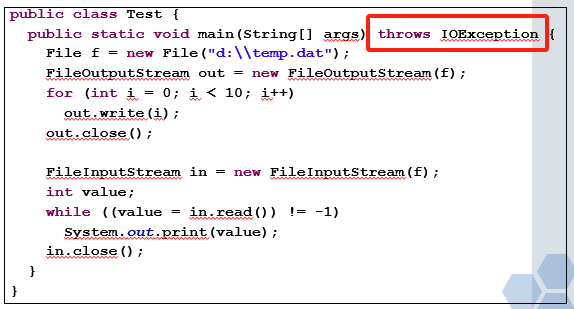 public class Test {
public static void main(String[] args) throws IOException {
File f = new File("d:\\temp.dat");
FileOutputStream out = new FileOutputStream(f);
for (int i = 0; i < 10; i++)
out.write(i);
out.close();
FileInputStream in = new FileInputStream(f);
int value;
while ((value = in.read()) != -1)
System.out.print(value);
in.close();
}
}